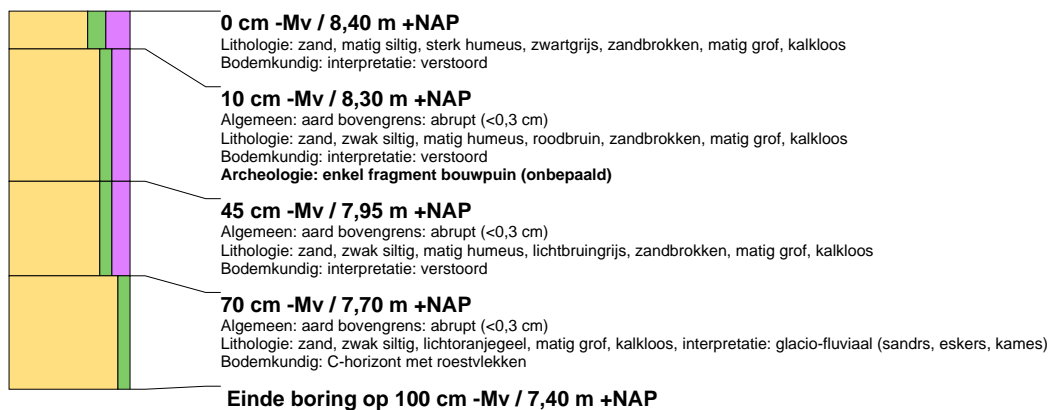 0 cm -Mv / 8,40 m +NAP
Lithologie: zand, matig siltig, sterk humeus, zwartgrijs, zandbrokken, matig grof, kalkloos
Bodemkundig: interpretatie: verstoord
10 cm -Mv / 8,30 m +NAP
Algemeen: aard bovengrens: abrupt (<0,3 cm)
Lithologie: zand, zwak siltig, matig humeus, roodbruin, zandbrokken, matig grof, kalkloos
Bodemkundig: interpretatie: verstoord
Archeologie: enkel fragment bouwpuin (onbepaald)
45 cm -Mv / 7,95 m +NAP
Algemeen: aard bovengrens: abrupt (<0,3 cm)
Lithologie: zand, zwak siltig, matig humeus, lichtbruingrijs, zandbrokken, matig grof, kalkloos
Bodemkundig: interpretatie: verstoord
70 cm -Mv / 7,70 m +NAP
Algemeen: aard bovengrens: abrupt (<0,3 cm)
Lithologie: zand, zwak siltig, lichtoranjegeel, matig grof, kalkloos, interpretatie: glacio-fluviaal (sandrs, eskers, kames)
Bodemkundig: C-horizont met roestvlekken
Einde boring op 100 cm -Mv / 7,40 m +NAP